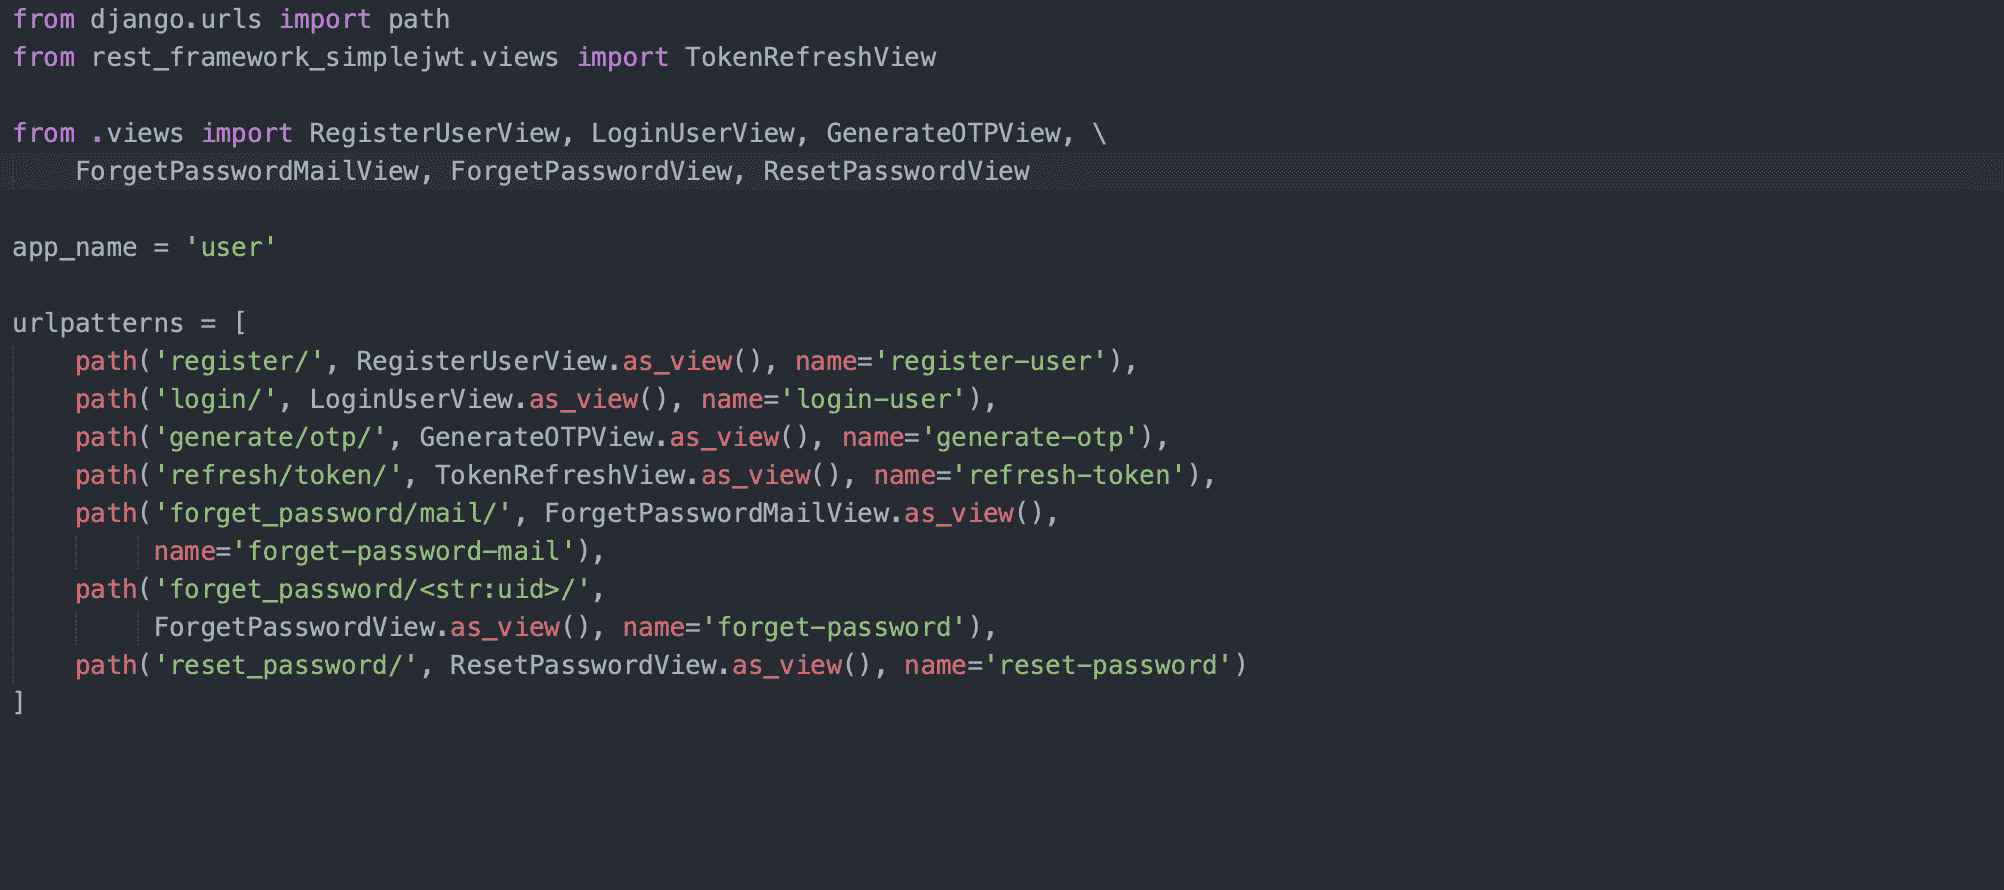 from django.urls import path
from rest_framework_simplejwt.views import TokenRefreshView

from .views import RegisterUserView, LoginUserView, GenerateOTPView, \
    ForgetPasswordMailView, ForgetPasswordView, ResetPasswordView

app_name = 'user'

urlpatterns = [
    path('register/', RegisterUserView.as_view(), name='register-user'),
    path('login/', LoginUserView.as_view(), name='login-user'),
    path('generate/otp/', GenerateOTPView.as_view(), name='generate-otp'),
    path('refresh/token/', TokenRefreshView.as_view(), name='refresh-token'),
    path('forget_password/mail/', ForgetPasswordMailView.as_view(),
         name='forget-password-mail'),
    path('forget_password/<str:uid>/',
         ForgetPasswordView.as_view(), name='forget-password'),
    path('reset_password/', ResetPasswordView.as_view(), name='reset-password')
]